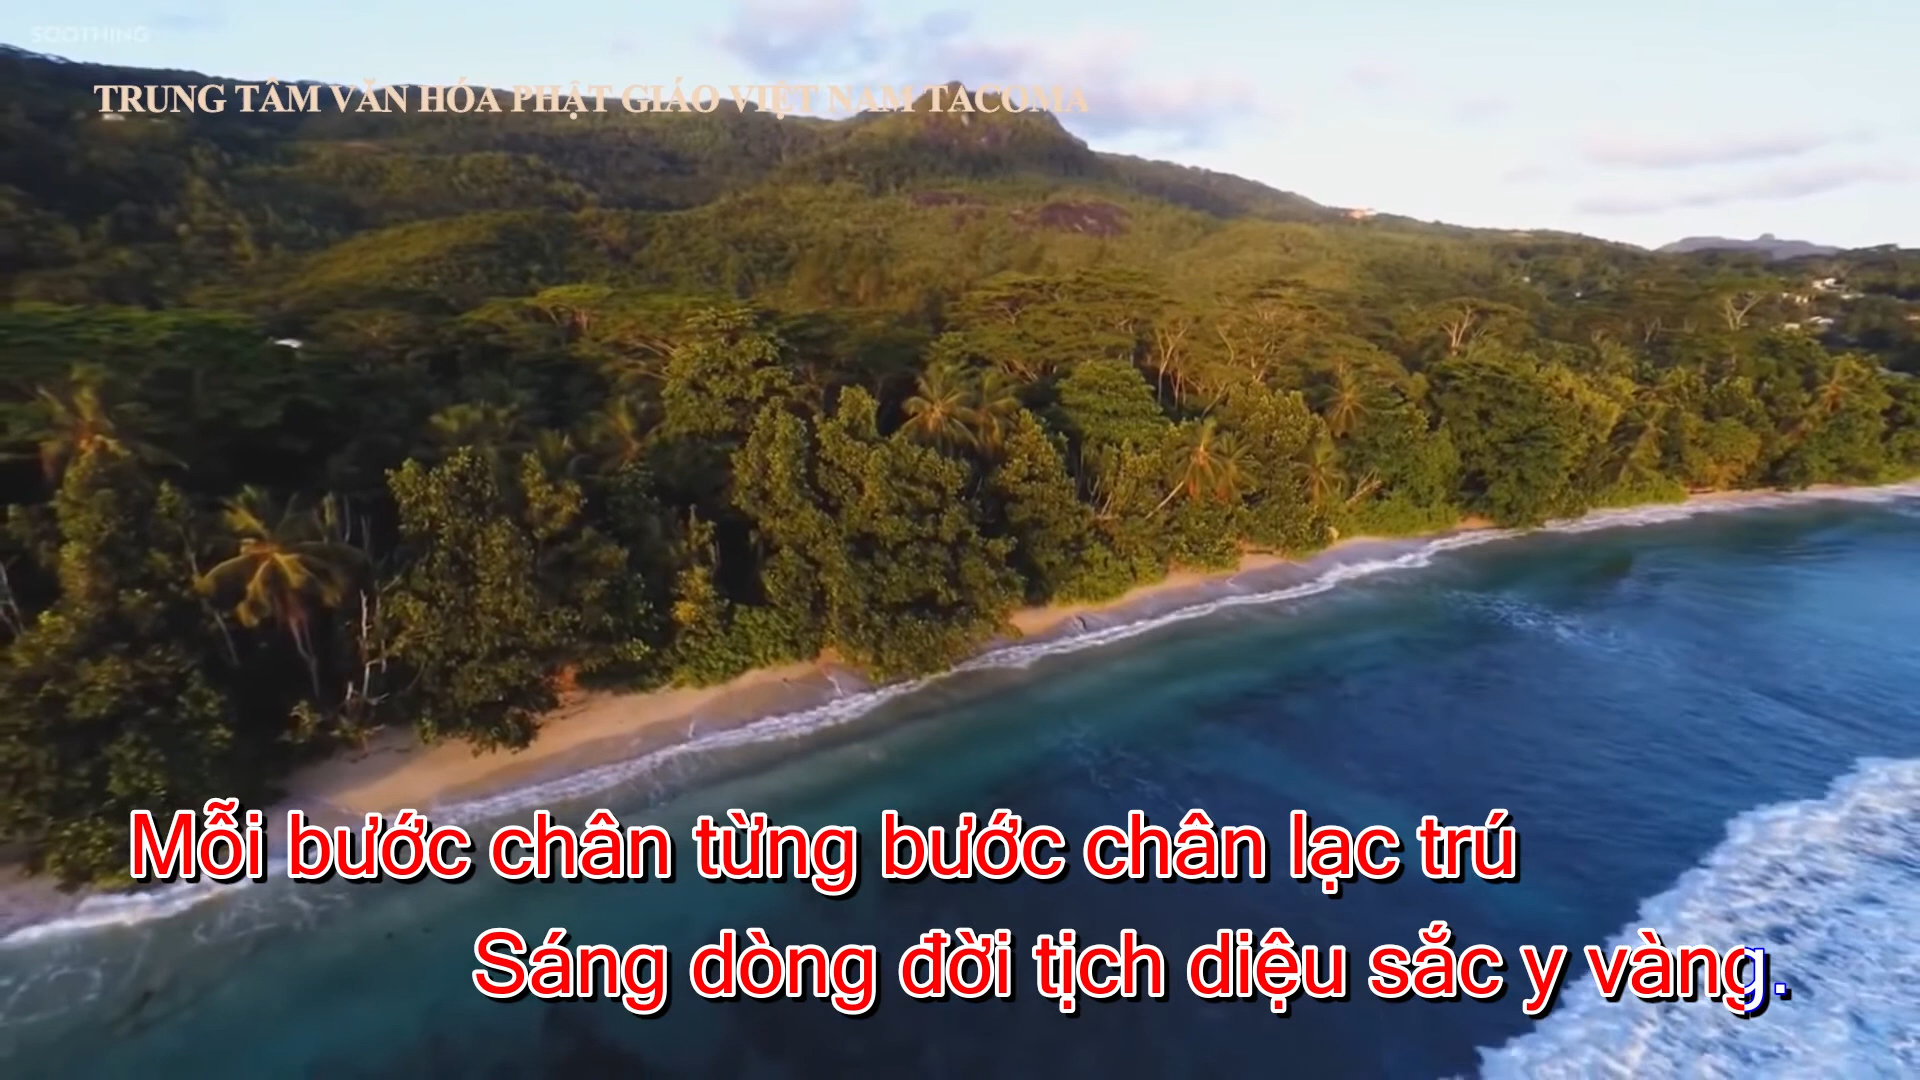 SOOTHING
TRUNG TÂM VĂN HÓA PHẬT GIÁO VIỆT NAM TACOMA
Mỗi bước chân từng bước chân lạc trú
Sáng dòng đời tịch diệu sắc y vàng.